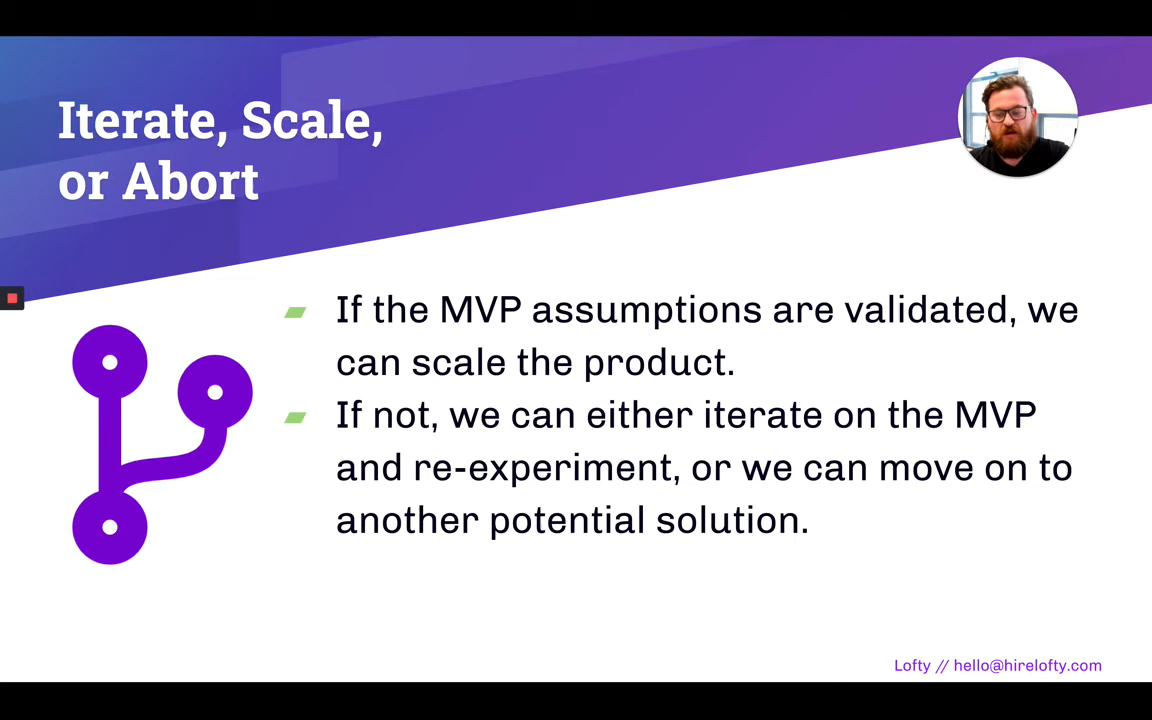 Iterate, Scale,
or Abort
If the MVP assumptions are validated, we
can scale the product.
If not, we can either iterate on the MVP
and re-experiment, or we can move on to
another potential solution.
Lofty // hello@hirelofty.com